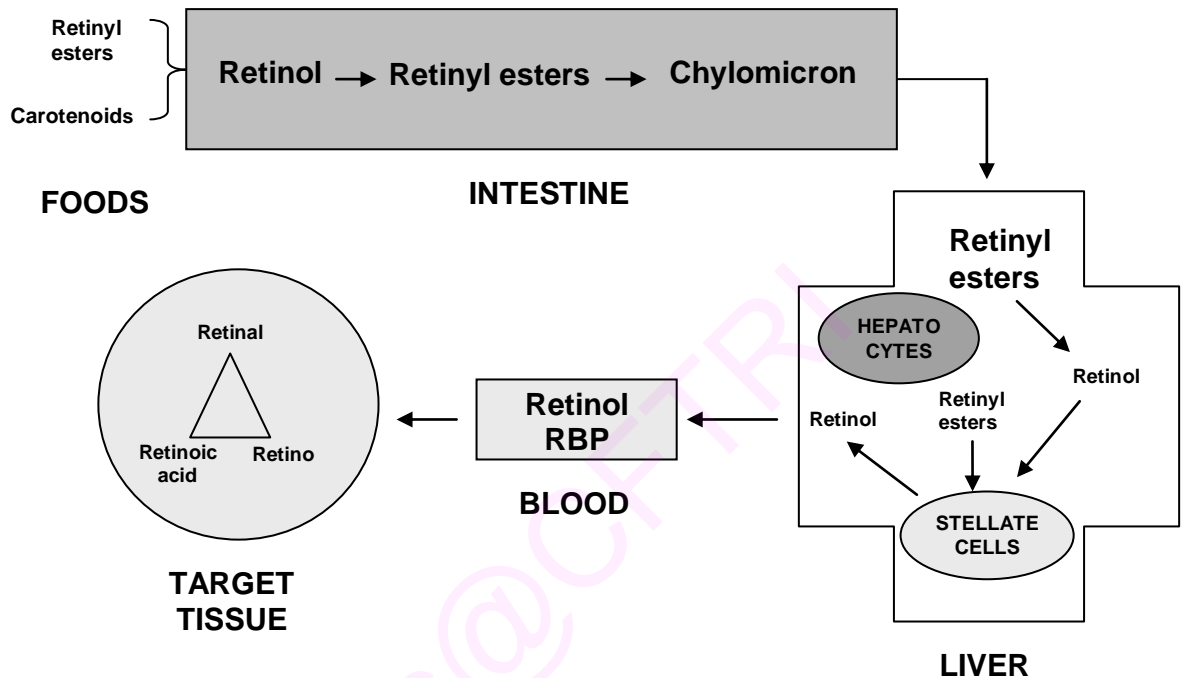 Retinyl
esters
Carotenoids
FOODS
Retinol → Retinyl esters → Chylomicron
INTESTINE
Retinyl
esters
HEPATO
CYTES
Retinol
Retinyl
esters
Retinol
STELLATE
CELLS
LIVER
Retinol
RBP
BLOOD
Retinal
Retinoic
acid
Retino
TARGET
TISSUE
@CFTRI